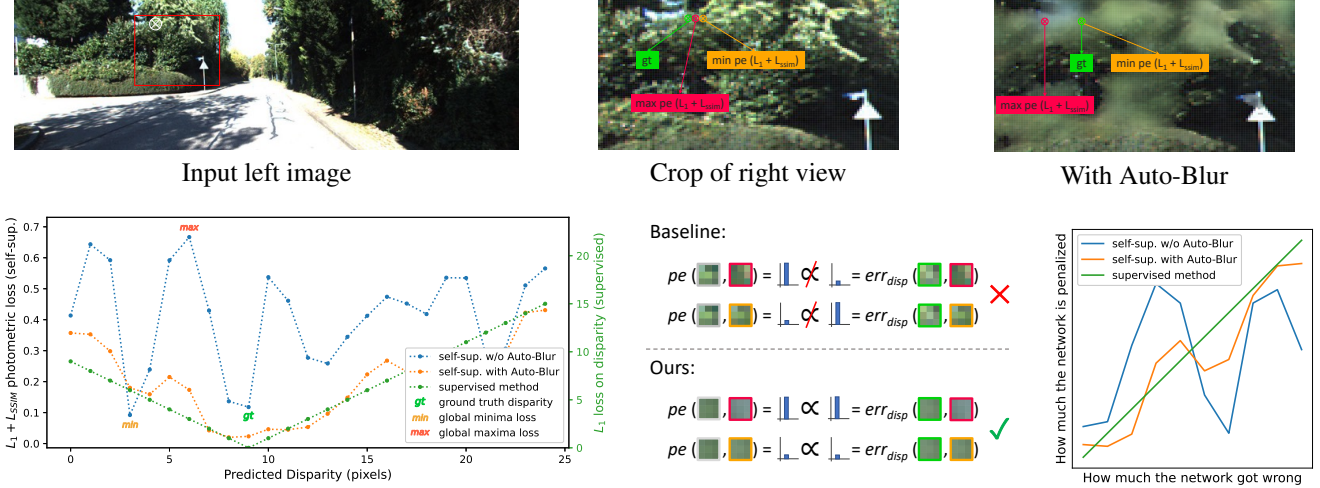 gt
min pe (L1 + Lssim)
max pe (L1 + Lssim)
gt
min pe (L1 + Lssim)
max pe (L1 + Lssim)
Input left image
Crop of right view
With Auto-Blur
L1 + LSSIM photometric loss (self-sup.)
0.7
0.6
0.5
0.4
0.3
0.2
0.1
0.0
max
min
gt
self-sup. w/o Auto-Blur
self-sup. with Auto-Blur
supervised method
gt ground truth disparity
min global minima loss
max global maxima loss
0 5 10 15 20 25
Predicted Disparity (pixels)
20
15
10
5
0
L1 loss on disparity (supervised)
Baseline:
pe ( , ) = ∝ = errdisp ( , )
pe ( , ) = ∝ = errdisp ( , )
Ours:
pe ( , ) = ∝ = errdisp ( , )
pe ( , ) = ∝ = errdisp ( , )
How much the network is penalized
self-sup. w/o Auto-Blur
self-sup. with Auto-Blur
supervised method
How much the network got wrong